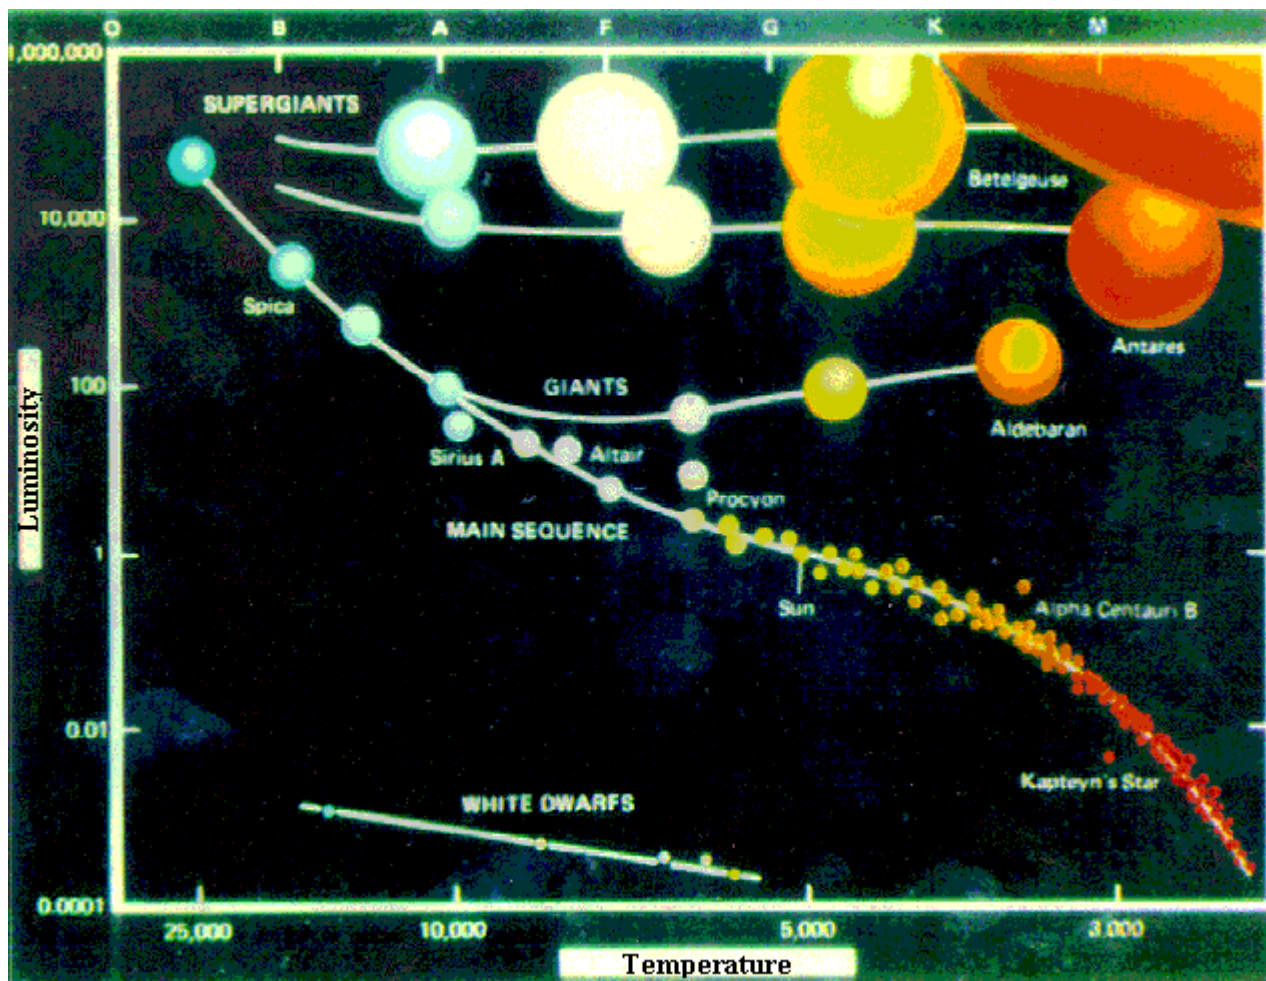 O B A F G K M
1,000,000
SUPERGIANTS
Betelgeuse
10,000
Spica
Antares
GIANTS
100
Aldebaran
Sirius A
Altair
Procyon
MAIN SEQUENCE
Luminosity
1
Sun
Alpha Centauri B
0.01
Kapteyn's Star
WHITE DWARFS
0.0001
25,000 10,000 5,000 3,000
Temperature